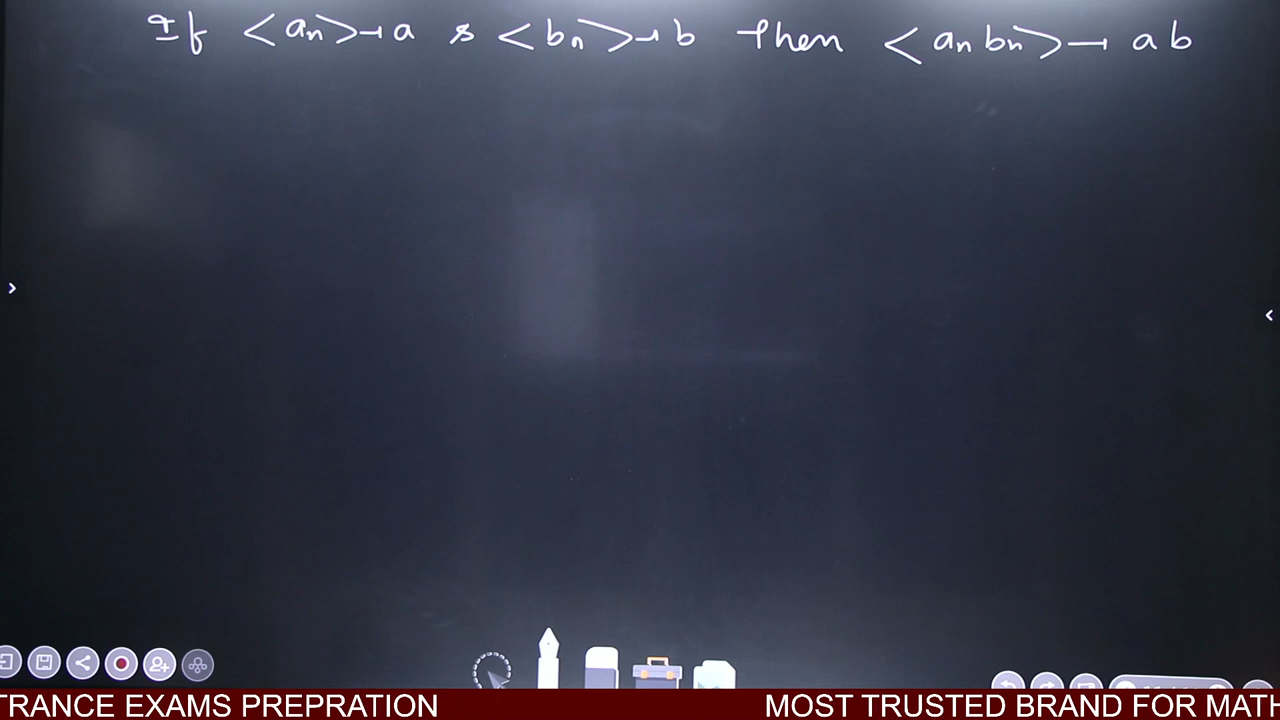 If <an>→a & <bn>→b then <an bn>→ ab
TRANCE EXAMS PREPRATION MOST TRUSTED BRAND FOR MATH